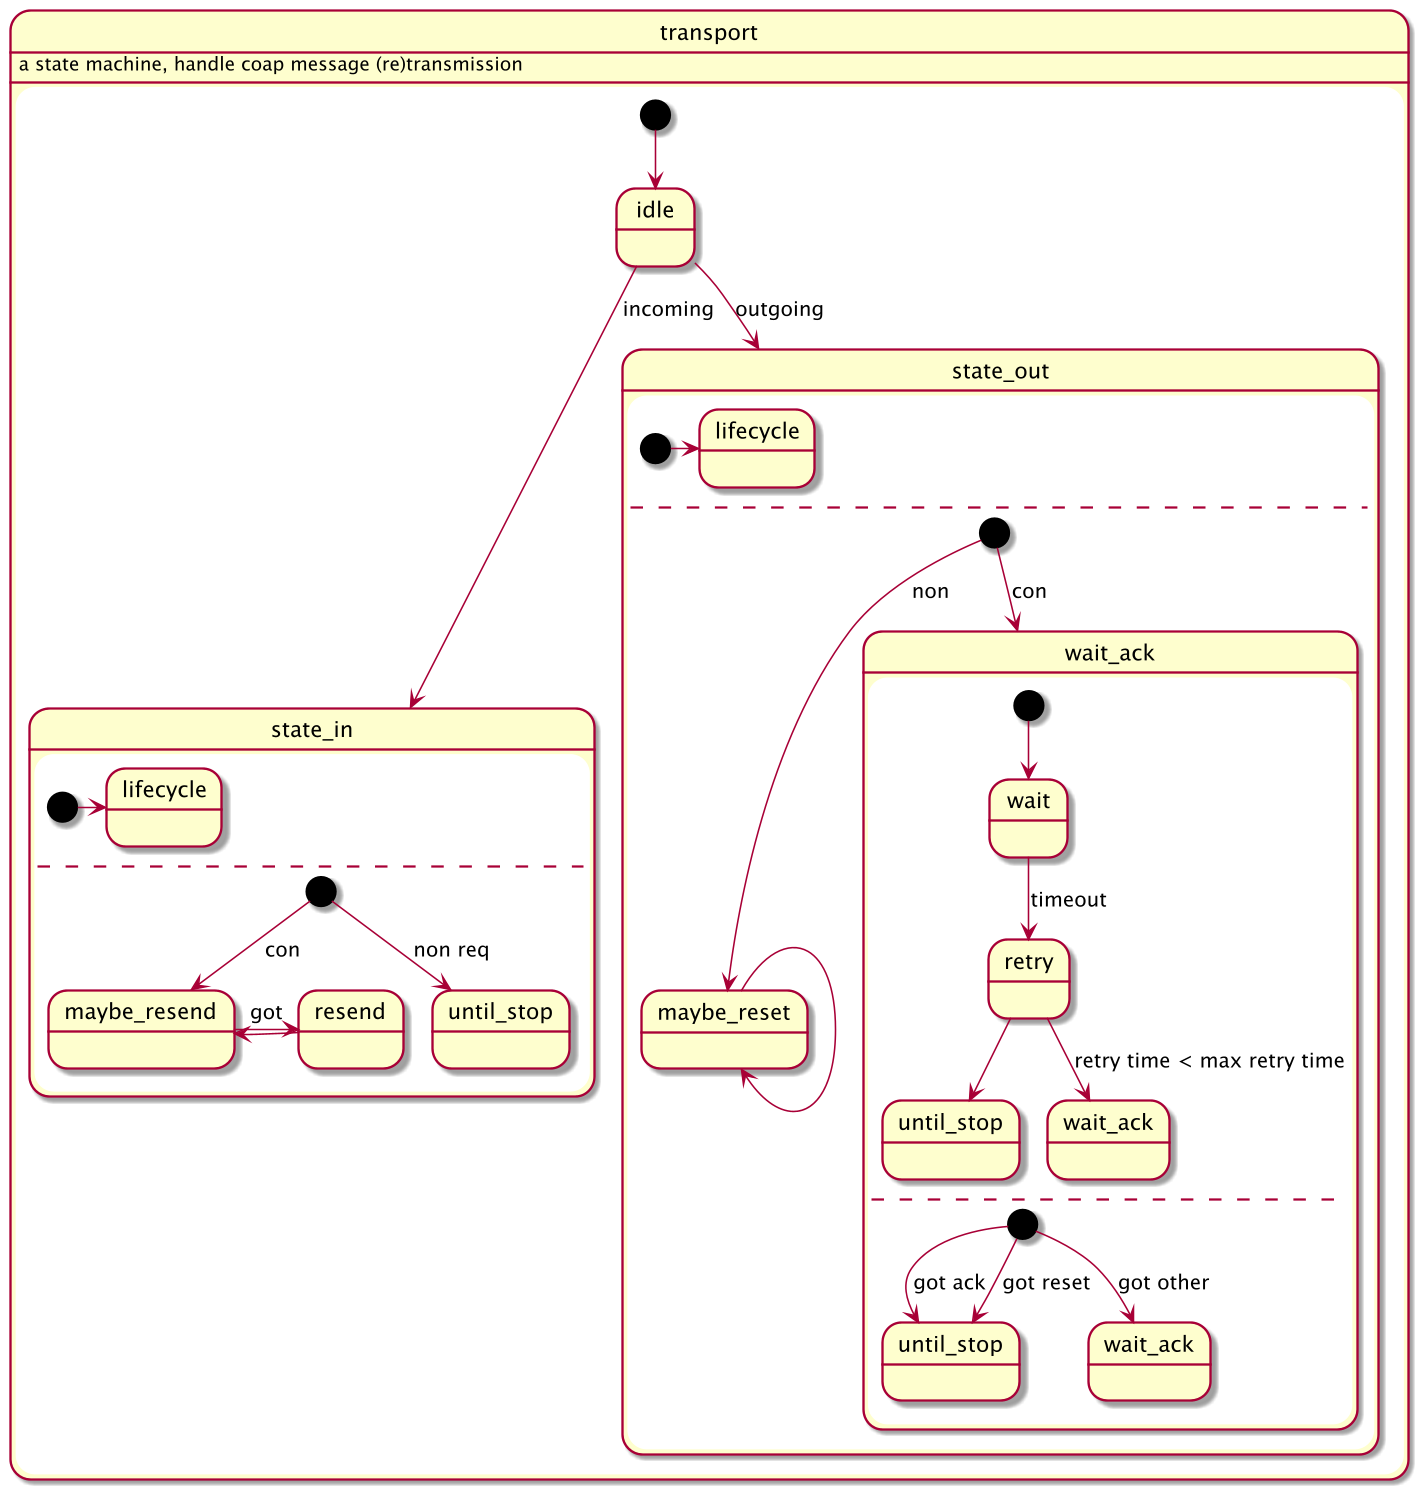 transport
a state machine, handle coap message (re)transmission
idle
incoming
outgoing
state_out
lifecycle
non
con
wait_ack
wait
timeout
retry
retry time < max retry time
until_stop
wait_ack
got ack
got reset
got other
until_stop
wait_ack
maybe_reset
state_in
lifecycle
con
non req
maybe_resend
got
resend
until_stop